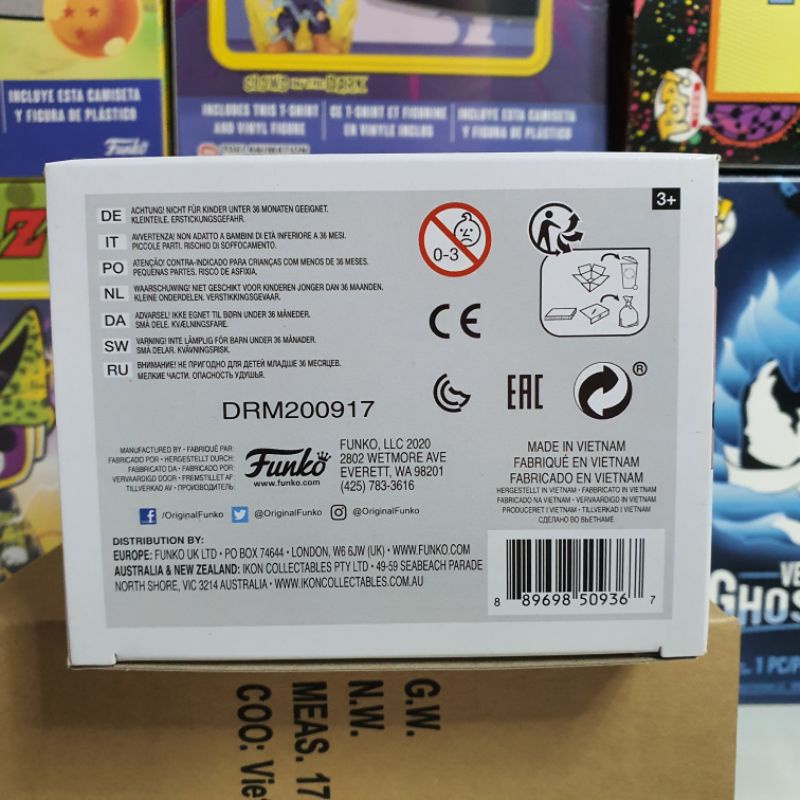 INCLUYE ESTA CAMISETA
Y FIGURA DE PLÁSTICO
Funko
GLOWS IN THE DARK
INCLUDES THIS T-SHIRT
AND VINYL FIGURE
CE T-SHIRT ET FIGURINE
EN VINYLE INCLUS
INCLUYE ESTA CAMISETA
Y FIGURA DE PLÁSTICO
3+
DE ACHTUNG! NICHT FÜR KINDER UNTER 36 MONATEN GEEIGNET.
KLEINTEILE. ERSTICKUNGSGEFAHR.
IT AVVERTENZA! NON ADATTO A BAMBINI DI ETÀ INFERIORE A 36 MESI.
PICCOLE PARTI. RISCHIO DI SOFFOCAMENTO.
PO ATENÇÃO! CONTRA-INDICADO PARA CRIANÇAS COM MENOS DE 36 MESES.
PEQUENAS PARTES. RISCO DE ASFIXIA.
NL WAARSCHUWING! NIET GESCHIKT VOOR KINDEREN JONGER DAN 36 MAANDEN.
KLEINE ONDERDELEN. VERSTIKKINGSGEVAAR.
DA ADVARSEL! IKKE EGNET TIL BØRN UNDER 36 MÅNEDER.
SMÅ DELE. KVÆLNINGSFARE.
SW VARNING! INTE LÄMPLIG FÖR BARN UNDER 36 MÅNADER.
SMÅ DELAR. KVÄVNINGSRISK.
RU ВНИМАНИЕ! НЕ ПРИГОДНО ДЛЯ ДЕТЕЙ МЛАДШЕ 36 МЕСЯЦЕВ.
МЕЛКИЕ ЧАСТИ. ОПАСНОСТЬ УДУШЬЯ.
0-3
CE
EAC
®
DRM200917
MANUFACTURED BY • FABRIQUÉ PAR
FABRICADO POR • HERGESTELLT DURCH:
FABBRICATO DA • FABRICADO POR:
VERVAARDIGD DOOR • FREMSTILLET AF:
TILLVERKAD AV • ПРОИЗВОДИТЕЛЬ:
Funko
www.funko.com
FUNKO, LLC 2020
2802 WETMORE AVE
EVERETT, WA 98201
(425) 783-3616
MADE IN VIETNAM
FABRIQUÉ EN VIETNAM
FABRICADO EN VIETNAM
HERGESTELLT IN VIETNAM • FABBRICATO IN VIETNAM
FABRICADO NA VIETNAM • VERVAARDIGD IN VIETNAM
PRODUCERET I VIETNAM • TILLVERKAD I VIETNAM
СДЕЛАНО ВО ВЬЕТНАМЕ
f /OriginalFunko @OriginalFunko @OriginalFunko
DISTRIBUTION BY:
EUROPE: FUNKO UK LTD • PO BOX 74644 • LONDON, W6 6JW (UK) • WWW.FUNKO.COM
AUSTRALIA & NEW ZEALAND: IKON COLLECTABLES PTY LTD • 49-59 SEABEACH PARADE
NORTH SHORE, VIC 3214 AUSTRALIA • WWW.IKONCOLLECTABLES.COM.AU
8 89698 50936 7
VE
GHOS
1 PC/P
G.W.
N.W.
MEAS. 17
COO: Vie